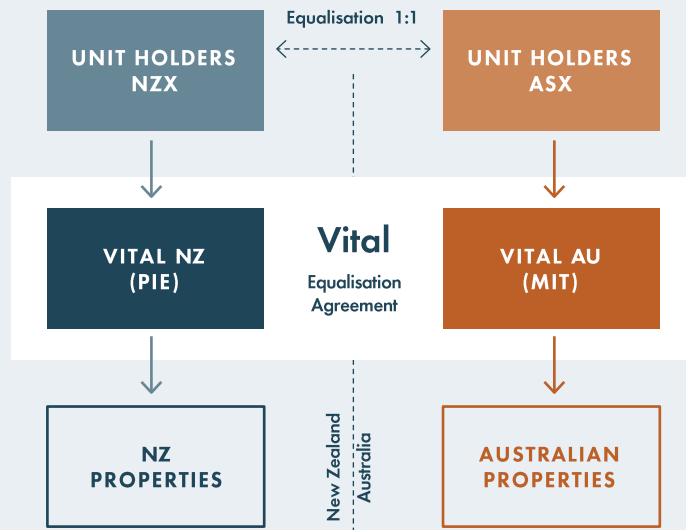 Equalisation 1:1
UNIT HOLDERS
NZX
UNIT HOLDERS
ASX
VITAL NZ
(PIE)
Vital
Equalisation
Agreement
VITAL AU
(MIT)
NZ
PROPERTIES
New Zealand
Australia
AUSTRALIAN
PROPERTIES